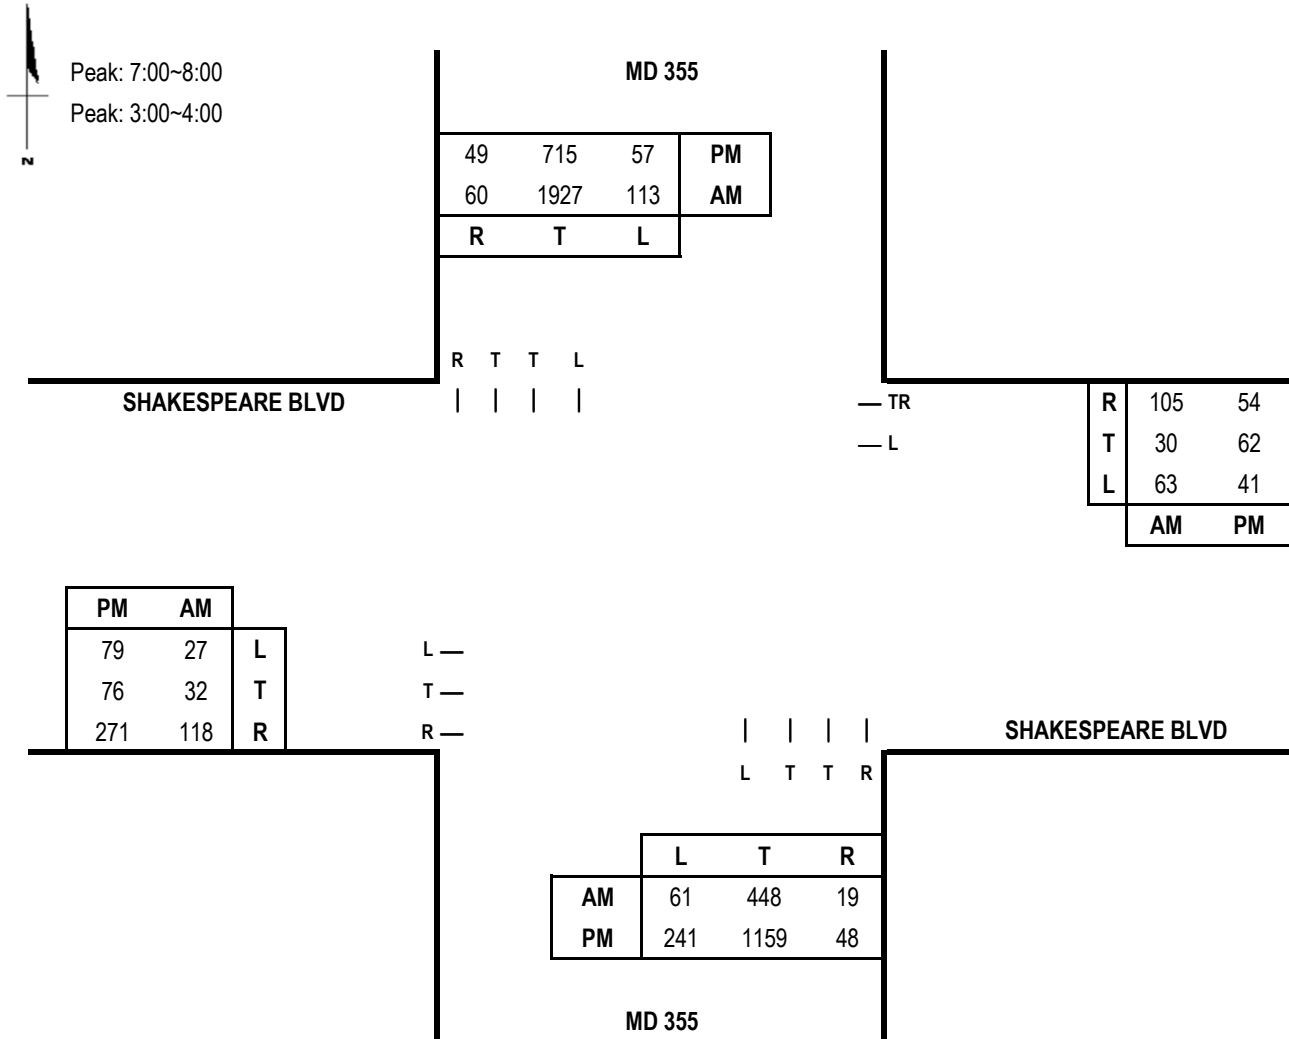 Peak: 7:00~8:00
Peak: 3:00~4:00
N
MD 355
49 715 57 PM
60 1927 113 AM
R T L
R T T L
SHAKESPEARE BLVD
TR
L
R 105 54
T 30 62
L 63 41
AM PM
PM AM
79 27 L
76 32 T
271 118 R
L
T
R
SHAKESPEARE BLVD
L T T R
L T R
AM 61 448 19
PM 241 1159 48
MD 355